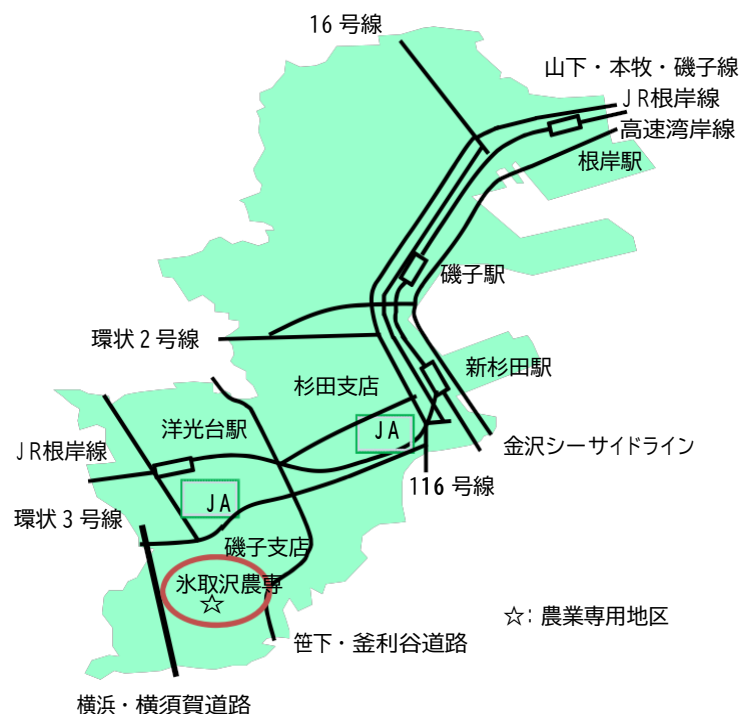 16 号線
山下・本牧・磯子線
JR根岸線
高速湾岸線
根岸駅
磯子駅
環状 2 号線
新杉田駅
杉田支店
洋光台駅
JA
JR根岸線
金沢シーサイドライン
116 号線
JA
環状 3 号線
磯子支店
氷取沢農専
☆
☆: 農業専用地区
笹下・釜利谷道路
横浜・横須賀道路